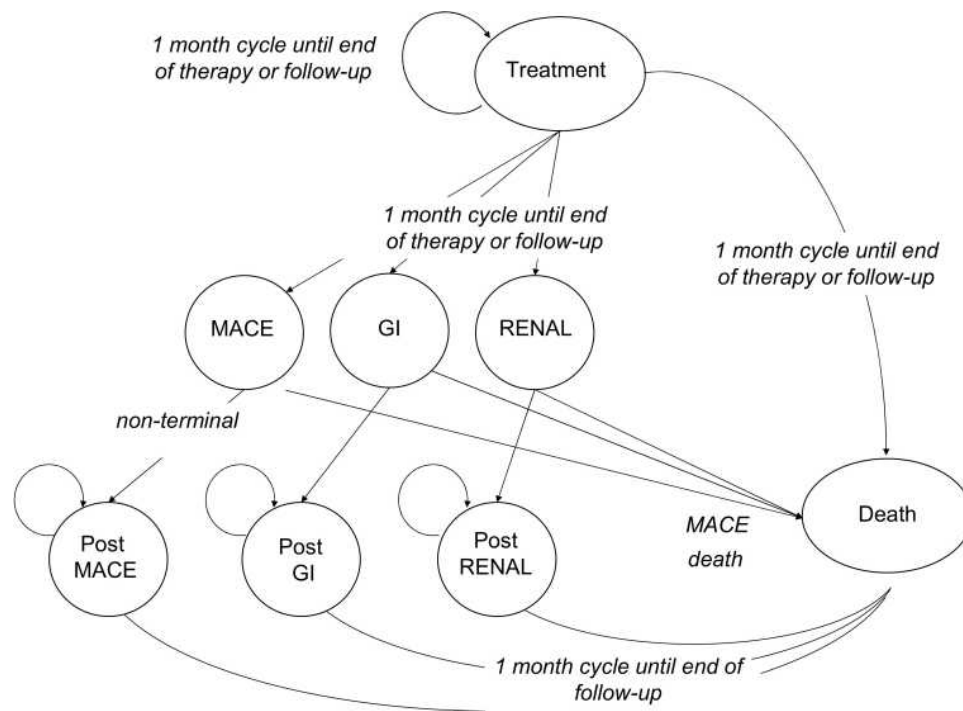 1 month cycle until end
of therapy or follow-up
Treatment
1 month cycle until end
of therapy or follow-up
1 month cycle until end
of therapy or follow-up
MACE
GI
RENAL
non-terminal
Post
MACE
Post
GI
Post
RENAL
MACE
death
Death
1 month cycle until end of
follow-up